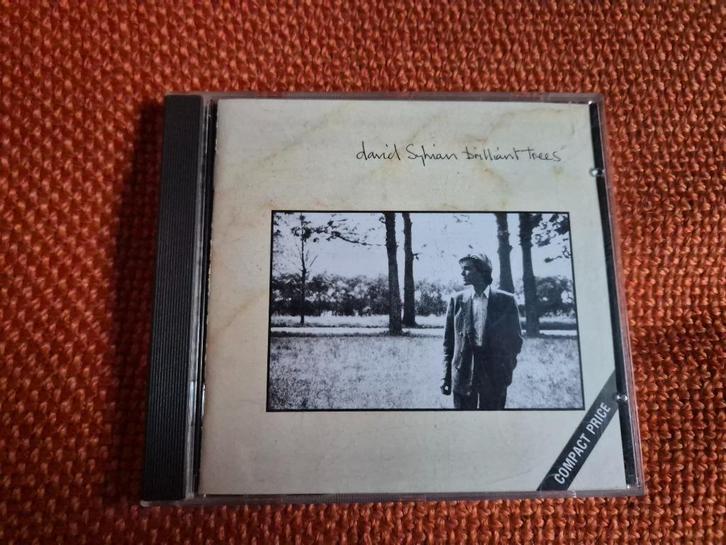 david Sylvian Brilliant Trees
COMPACT PRICE